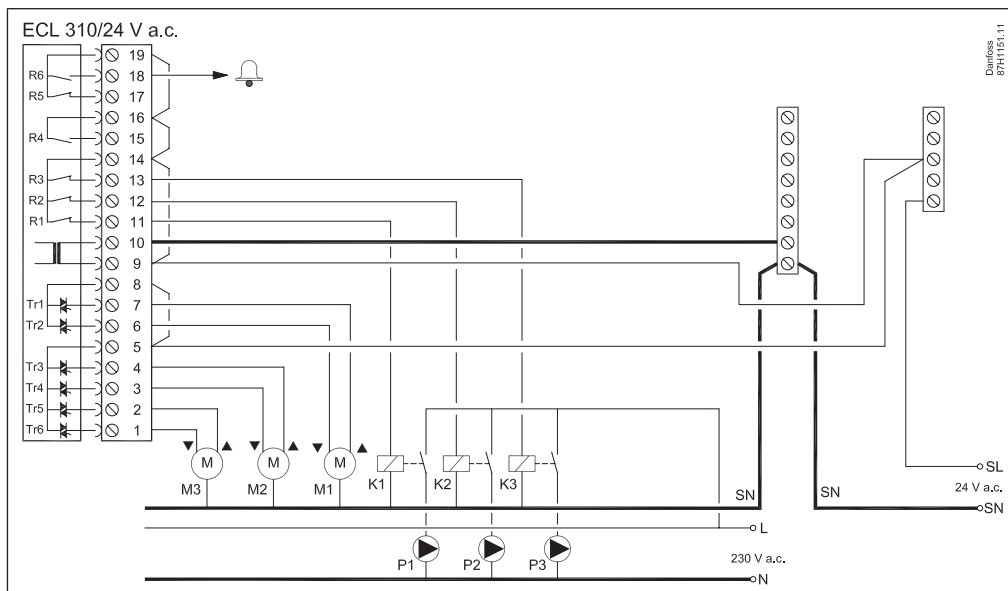 ECL 310/24 V a.c.
Danfoss
87H1151.11
19
R6 18
R5 17
16
R4 15
14
R3 13
R2 12
R1 11
10
9
8
Tr1 7
Tr2 6
5
Tr3 4
Tr4 3
Tr5 2
Tr6 1
M M M
M3 M2 M1 K1 K2 K3
SL
24 V a.c.
SN SN SN
L
P1 P2 P3
230 V a.c.
N